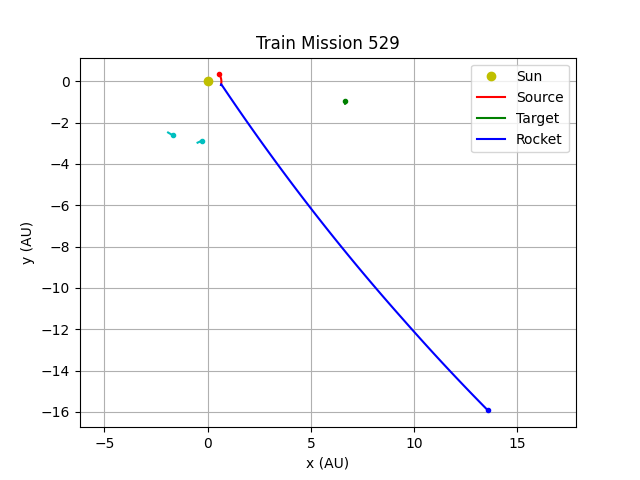 Train Mission 529
Sun
Source
Target
Rocket
0
−2
−4
−6
−8
−10
−12
−14
−16
y (AU)
−5
0
5
10
15
x (AU)